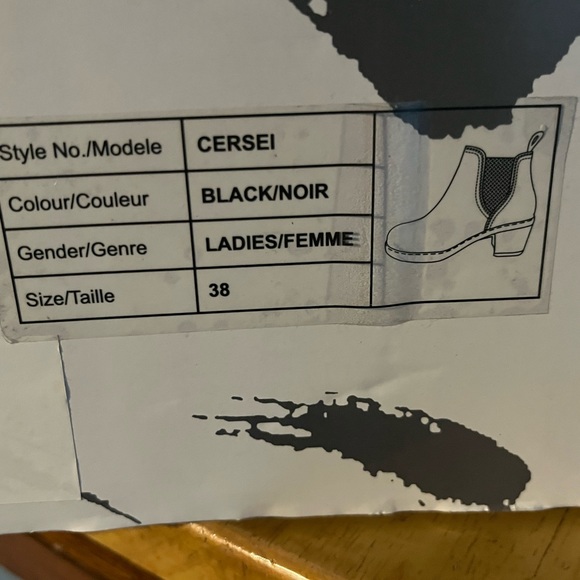 Style No./Modele CERSEI
Colour/Couleur BLACK/NOIR
Gender/Genre LADIES/FEMME
Size/Taille 38